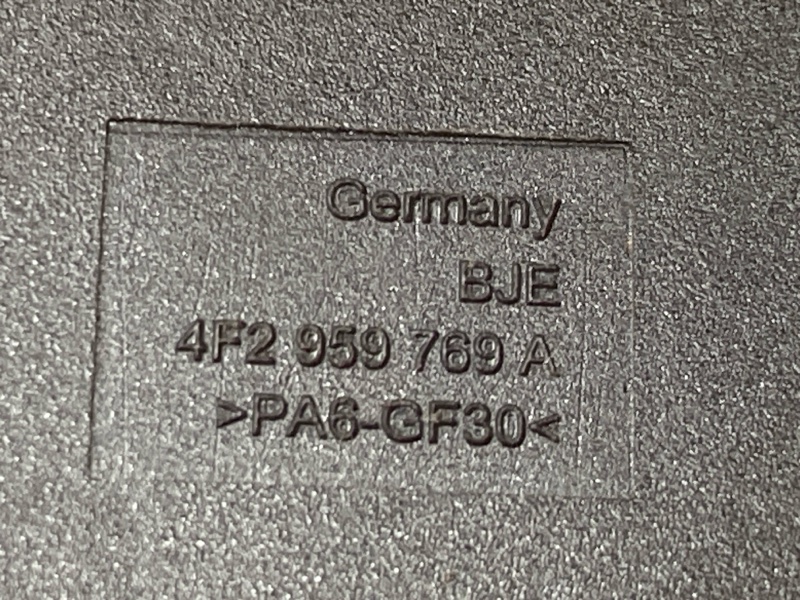 Germany
BJE
4F2 959 769 A
>PA6-GF30<